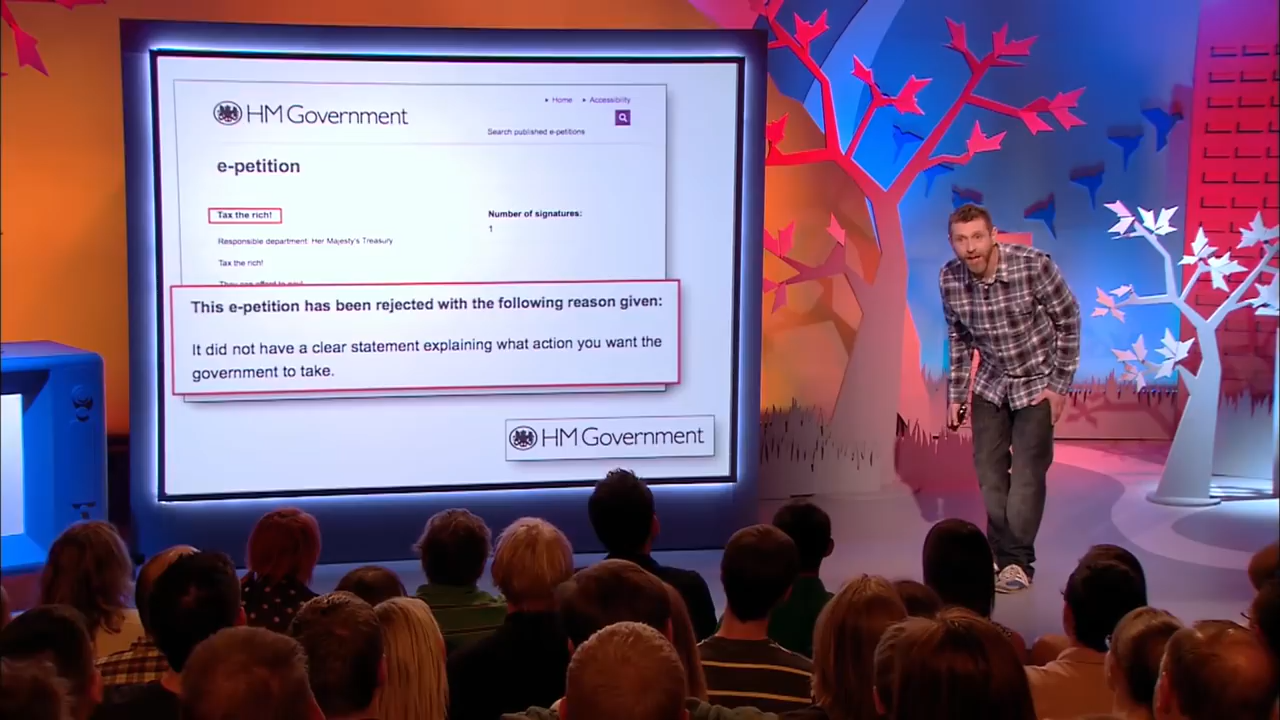 HM Government
Home
Accessibility
Search published e-petitions
e-petition
Tax the rich!
Number of signatures:
1
Responsible department: Her Majesty's Treasury
Tax the rich!
This e-petition has been rejected with the following reason given:
It did not have a clear statement explaining what action you want the
government to take.
HM Government